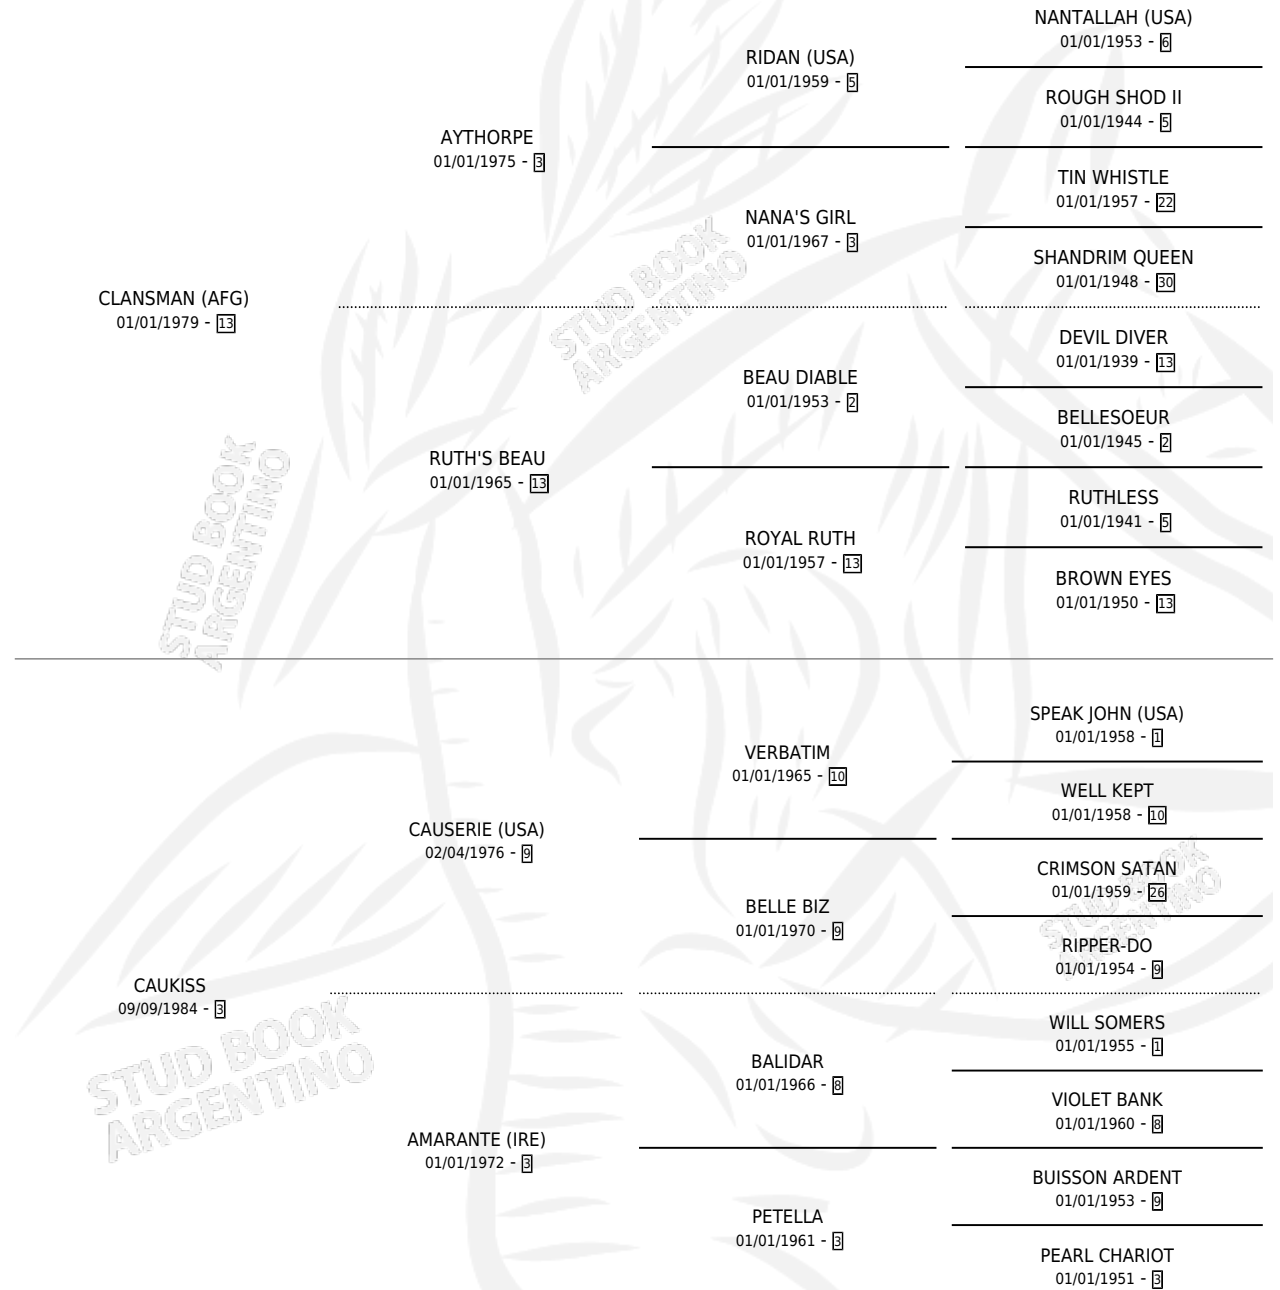 NANTALLAH (USA)
01/01/1953 - 6
RIDAN (USA)
01/01/1959 - 5
ROUGH SHOD II
01/01/1944 - 5
AYTHORPE
01/01/1975 - 3
TIN WHISTLE
01/01/1957 - 22
NANA'S GIRL
01/01/1967 - 3
SHANDRIM QUEEN
01/01/1948 - 30
CLANSMAN (AFG)
01/01/1979 - 13
DEVIL DIVER
01/01/1939 - 13
BEAU DIABLE
01/01/1953 - 2
BELLESOEUR
01/01/1945 - 2
RUTH'S BEAU
01/01/1965 - 13
RUTHLESS
01/01/1941 - 5
ROYAL RUTH
01/01/1957 - 13
BROWN EYES
01/01/1950 - 13
SPEAK JOHN (USA)
01/01/1958 - 1
VERBATIM
01/01/1965 - 10
WELL KEPT
01/01/1958 - 10
CAUSERIE (USA)
02/04/1976 - 9
CRIMSON SATAN
01/01/1959 - 26
BELLE BIZ
01/01/1970 - 9
RIPPER-DO
01/01/1954 - 9
CAUKISS
09/09/1984 - 3
WILL SOMERS
01/01/1955 - 1
BALIDAR
01/01/1966 - 8
VIOLET BANK
01/01/1960 - 8
AMARANTE (IRE)
01/01/1972 - 3
BUISSON ARDENT
01/01/1953 - 9
PETELLA
01/01/1961 - 3
PEARL CHARIOT
01/01/1951 - 3
STUD BOOK
ARGENTINO
STUD BOOK
ARGENTINO
STUD BOOK
ARGENTINO
STUD BOOK
ARGENTINO